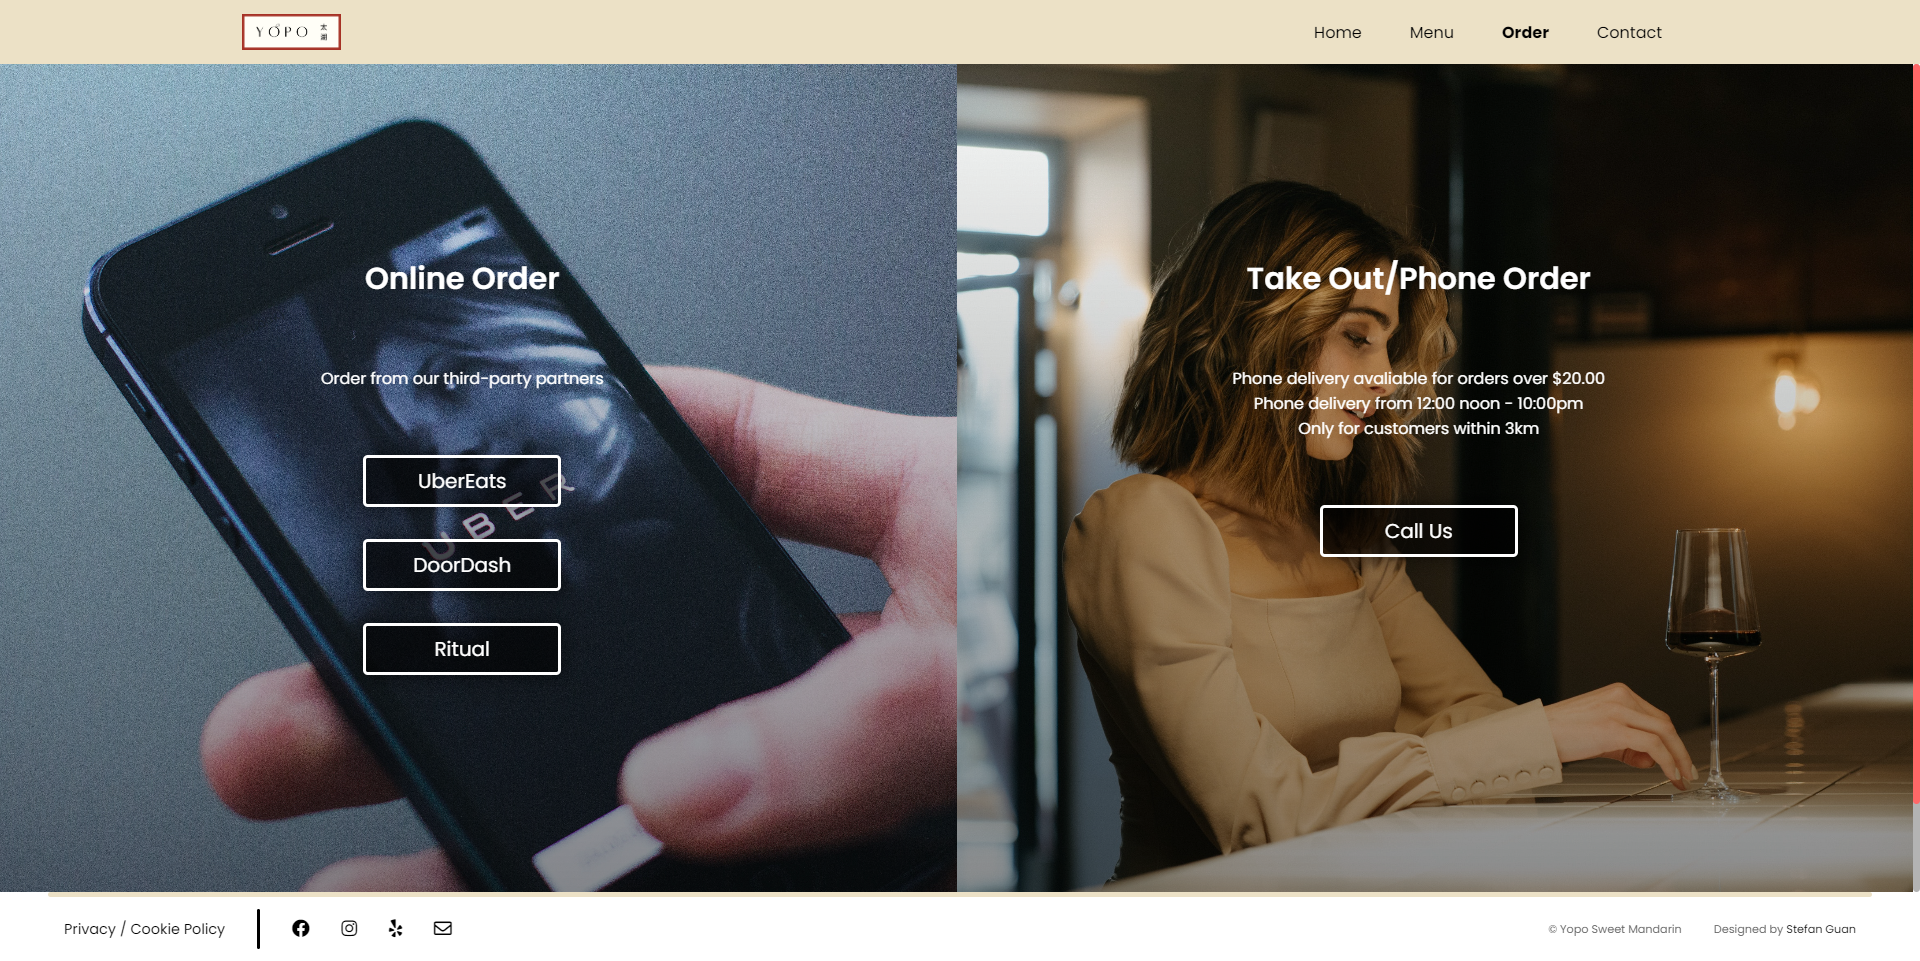 YOPO 太湖
Home Menu Order Contact
Online Order
Order from our third-party partners
UberEats
UBER
DoorDash
Ritual
Take Out/Phone Order
Phone delivery avaliable for orders over $20.00
Phone delivery from 12:00 noon - 10:00pm
Only for customers within 3km
Call Us
Privacy / Cookie Policy
© Yopo Sweet Mandarin Designed by Stefan Guan